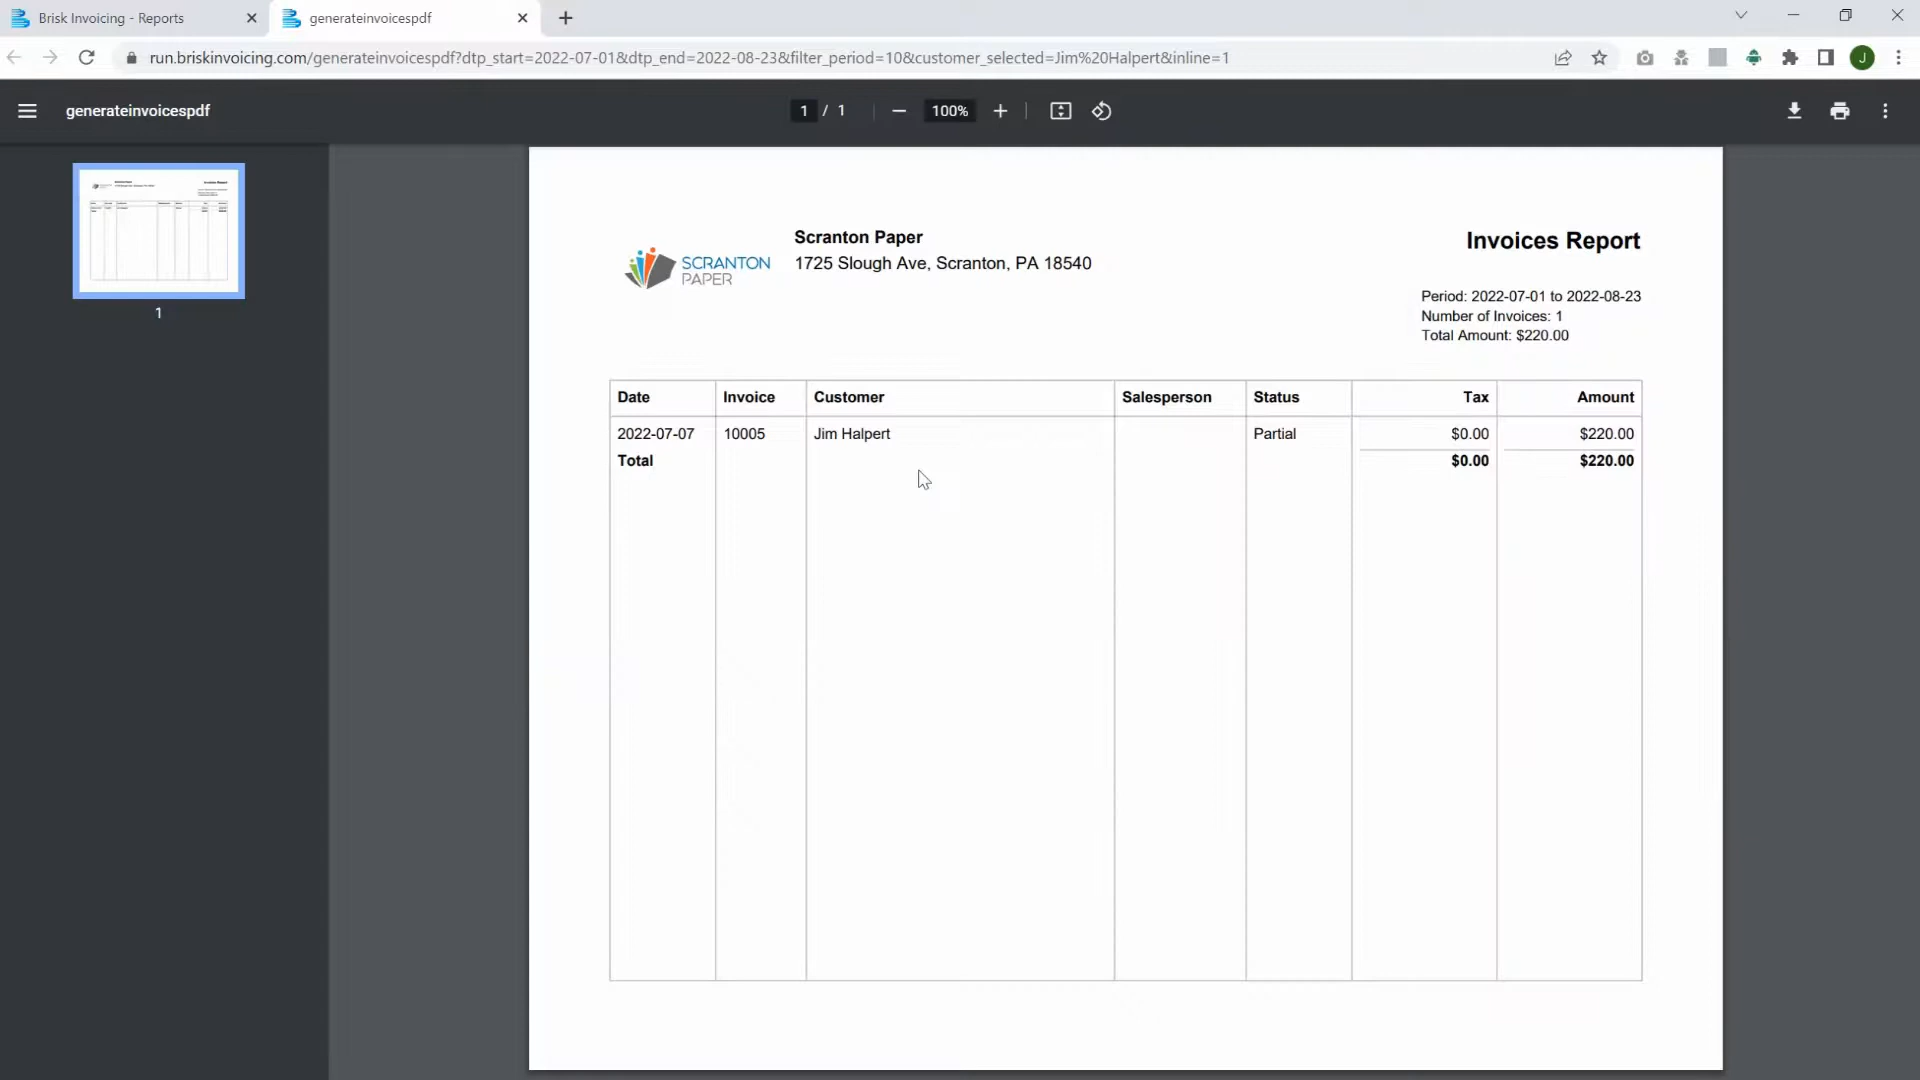 Brisk Invoicing - Reports
generateinvoicespdf
run.briskinvoicing.com/generateinvoicespdf?dtp_start=2022-07-01&dtp_end=2022-08-23&filter_period=10&customer_selected=Jim%20Halpert&inline=1
J
generateinvoicespdf
1 / 1
100%
1
SCRANTON
PAPER
Scranton Paper
1725 Slough Ave, Scranton, PA 18540
Invoices Report
Period: 2022-07-01 to 2022-08-23
Number of Invoices: 1
Total Amount: $220.00
Date Invoice Customer Salesperson Status Tax Amount
2022-07-07 10005 Jim Halpert Partial $0.00 $220.00
Total $0.00 $220.00